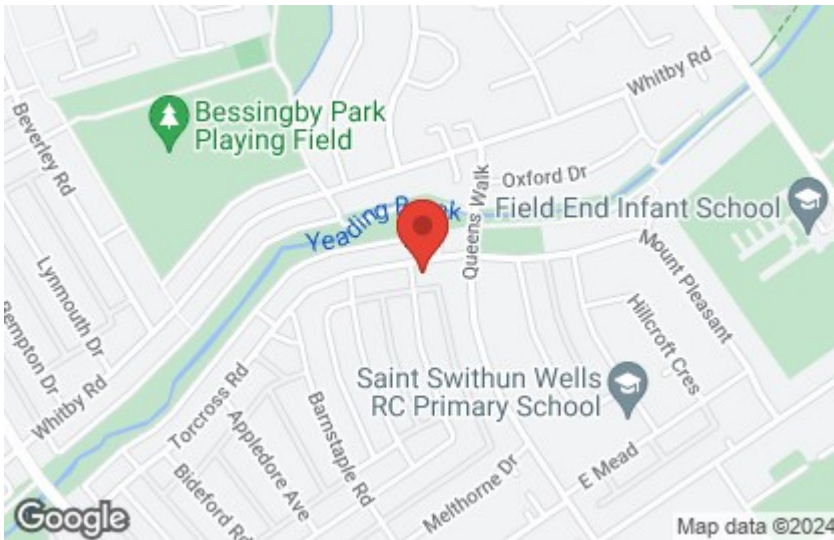 Bessingby Park
Playing Field
Whitby Rd
Beverley Rd
Oxford Dr
Queens Walk
Field End Infant School
Yeading
Mount Pleasant
Lynmouth Dr
Hillcroft Cres
Saint Swithun Wells
RC Primary School
Whitby Rd
Torcross Rd
Barnstaple Rd
Appledore Ave
Bideford Rd
Melthorne Dr
E Mead
Google
Map data ©2024